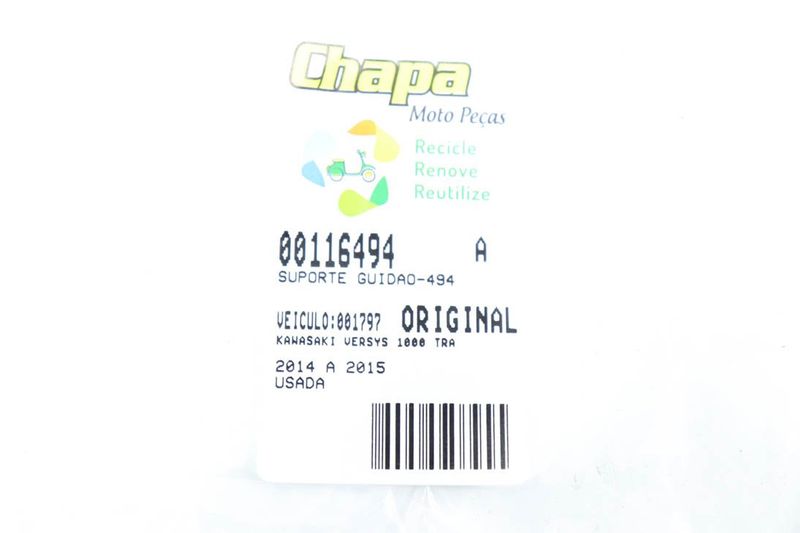 Chapa
Moto Peças
Recicle
Renove
Reutilize
00116494 A
SUPORTE GUIDAO-494
VEICULO:001797 ORIGINAL
KAWASAKI VERSYS 1000 TRA
2014 A 2015
USADA